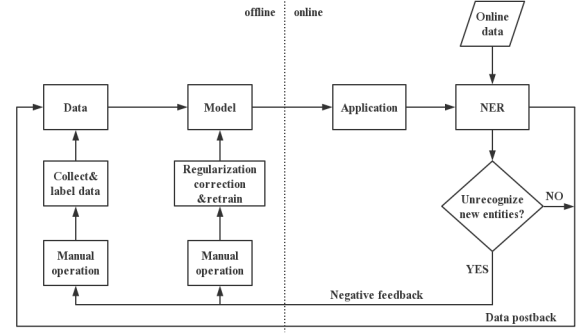 offline
online
Online
data
Data
Model
Application
NER
Collect&
label data
Regularization
correction
&retrain
Unrecognize
new entities?
NO
Manual
operation
Manual
operation
YES
Negative feedback
Data postback